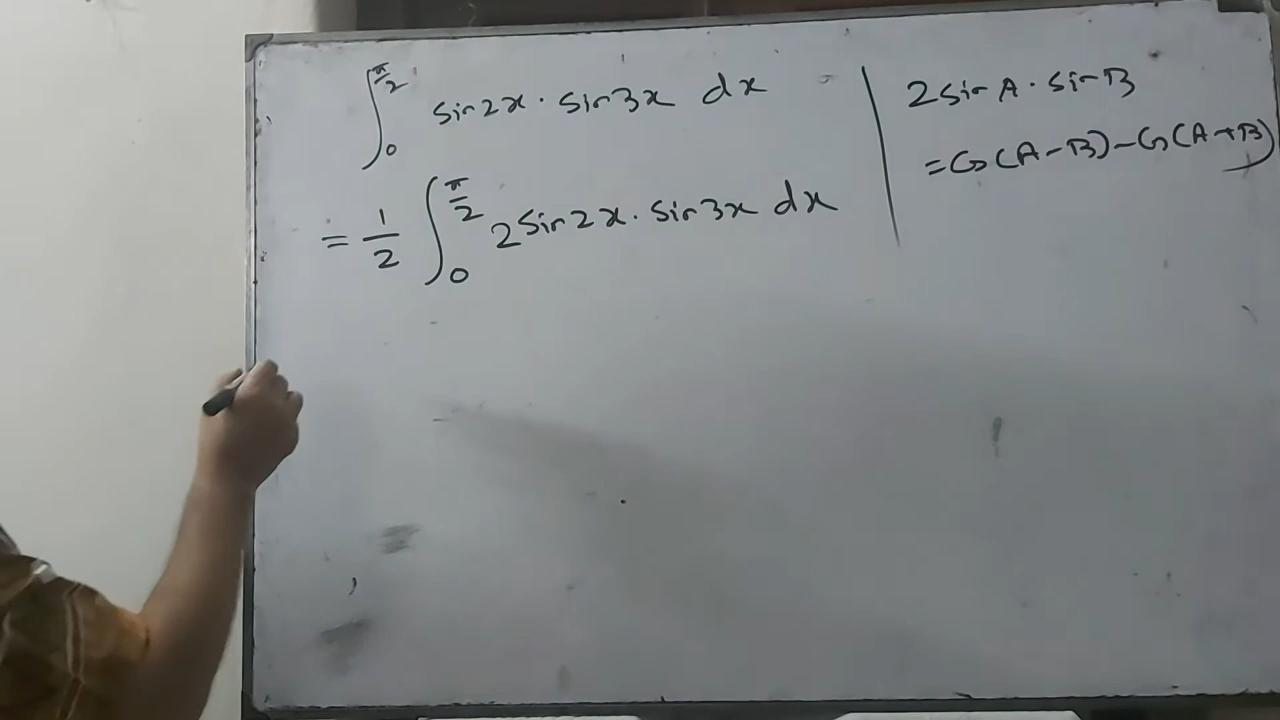 ∫₀^(π/2) sin2x · sin3x dx
= 1/2 ∫₀^(π/2) 2sin2x · sin3x dx
2sinA · sinB
= Cos(A-B) - Cos(A+B)